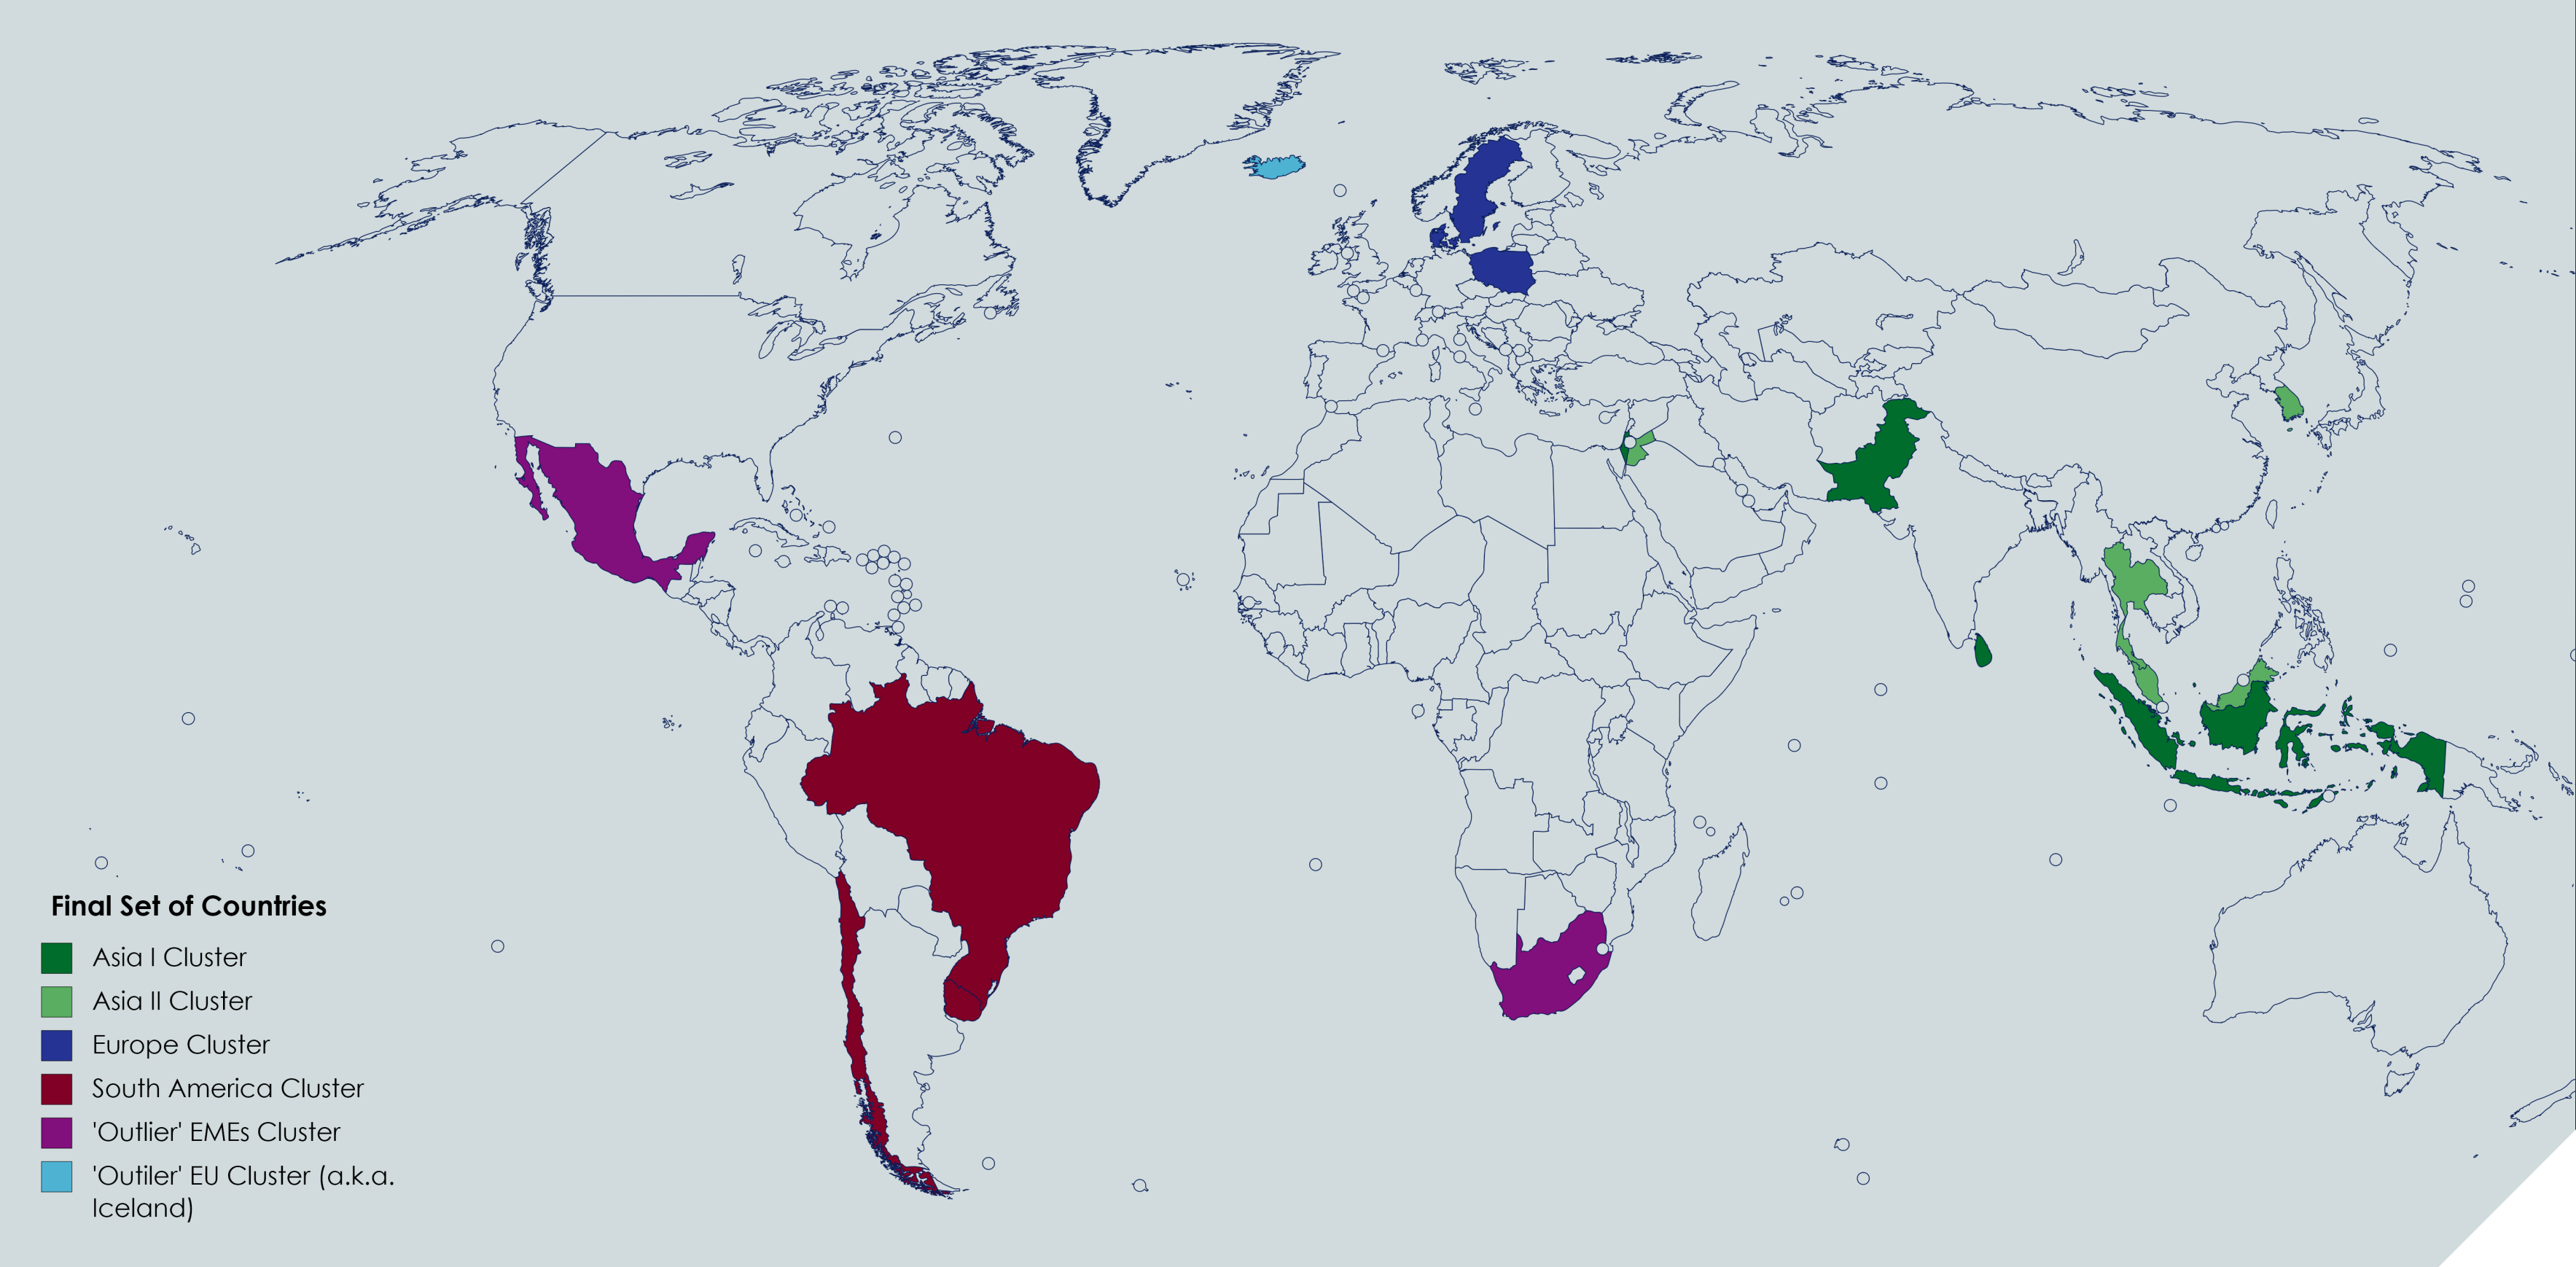 Final Set of Countries
Asia I Cluster
Asia II Cluster
Europe Cluster
South America Cluster
'Outlier' EMEs Cluster
'Outiler' EU Cluster (a.k.a.
Iceland)